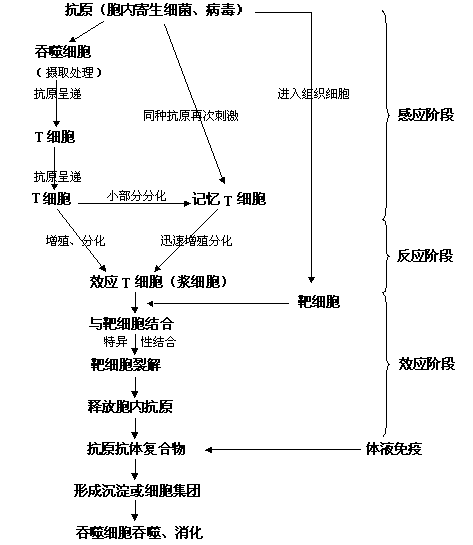 抗原（胞内寄生细菌、病毒）
吞噬细胞
（摄取处理）
抗原呈递
进入组织细胞
同种抗原再次刺激
感应阶段
T细胞
抗原呈递
小部分分化
T细胞
记忆T细胞
增殖、分化
迅速增殖分化
反应阶段
效应T细胞（浆细胞）
靶细胞
与靶细胞结合
特异 性结合
靶细胞裂解
效应阶段
释放胞内抗原
抗原抗体复合物
体液免疫
形成沉淀或细胞集团
吞噬细胞吞噬、消化